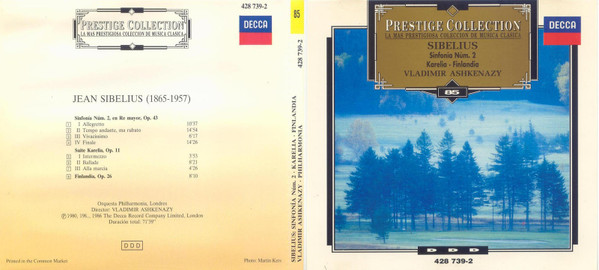 428 739-2
DECCA
PRESTIGE COLLECTION
LA MAS PRESTIGIOSA COLECCION DE MUSICA CLASICA
JEAN SIBELIUS (1865-1957)
Sinfonía Núm. 2, en Re mayor, Op. 43
1 I Allegretto 10'37
2 II Tempo andante, ma rubato 14'54
3 III Vivacissimo 6'17
4 IV Finale 14'26
Suite Karelia, Op. 11
5 I Intermezzo 3'53
6 II Ballade 8'21
7 III Alla marcia 4'26
8 Finlandia, Op. 26 8'10
Orquesta Philharmonia, Londres
Director: VLADIMIR ASHKENAZY
1986 The Decca Record Company Limited, London
Duración total: 71'39"
DDD
Printed in the Common Market
Photo: Martin Kers
85
428 739-2
SIBELIUS: SINFONIA Núm. 2 - KARELIA - FINLANDIA
VLADIMIR ASHKENAZY - PHILHARMONIA
PRESTIGE COLLECTION
LA MAS PRESTIGIOSA COLECCION DE MUSICA CLASICA
DECCA
SIBELIUS
Sinfonía Núm. 2
Karelia - Finlandia
VLADIMIR ASHKENAZY
85
DDD
428 739-2